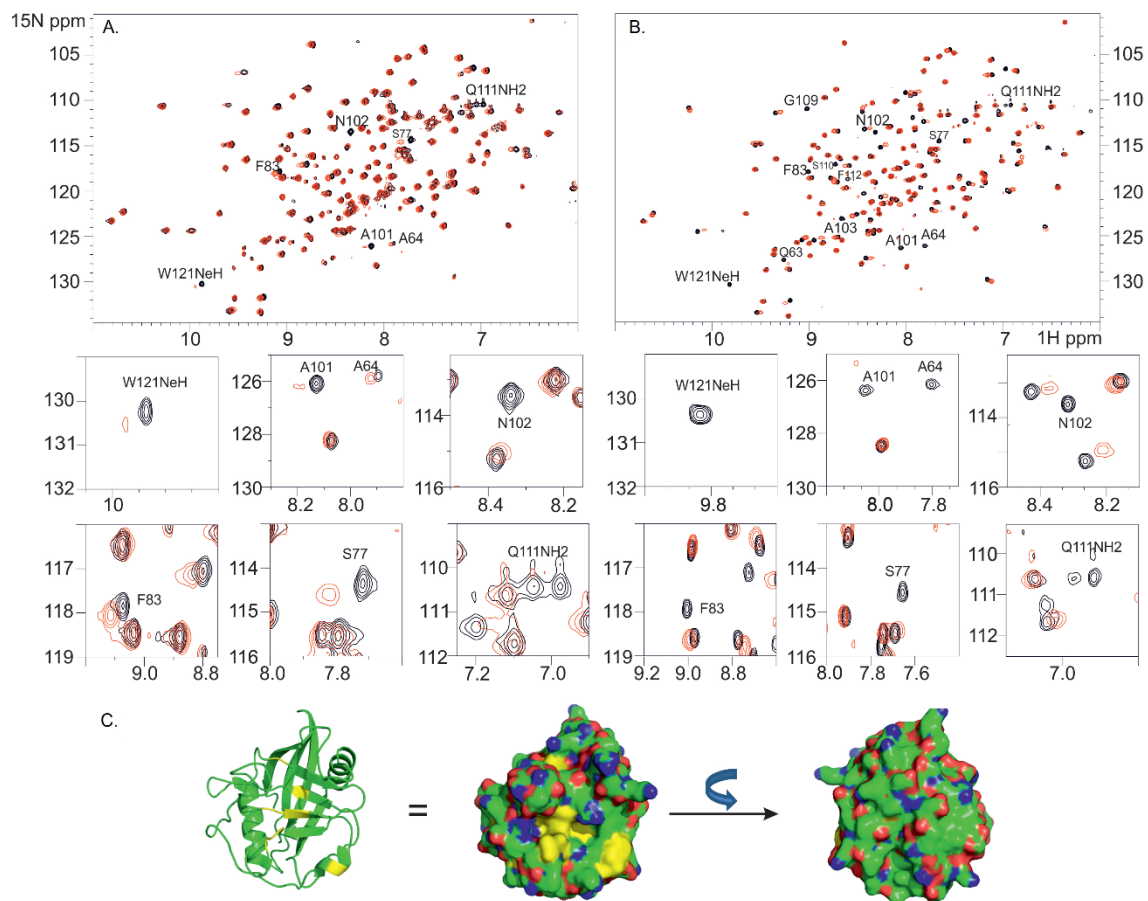 15N ppm
A.
B.
105
110
115
120
125
130
Q111NH2
N102
S77
F83
A101
A64
W121NeH
10
9
8
7
Q111NH2
G109
N102
S77
F83
S110
F112
A103
A101
A64
Q63
W121NeH
105
110
115
120
125
130
10
9
8
7
1H ppm
W121NeH
130
131
132
10
A101
A64
126
128
130
8.2
8.0
N102
114
116
8.4
8.2
W121NeH
130
131
132
9.8
A101
A64
126
128
130
8.0
7.8
N102
114
116
8.4
8.2
F83
117
118
119
9.0
8.8
S77
114
115
116
7.8
Q111NH2
110
111
112
7.2
7.0
F83
117
118
119
9.2
9.0
8.8
S77
114
115
116
7.8
7.6
Q111NH2
110
111
112
7.0
C.
=